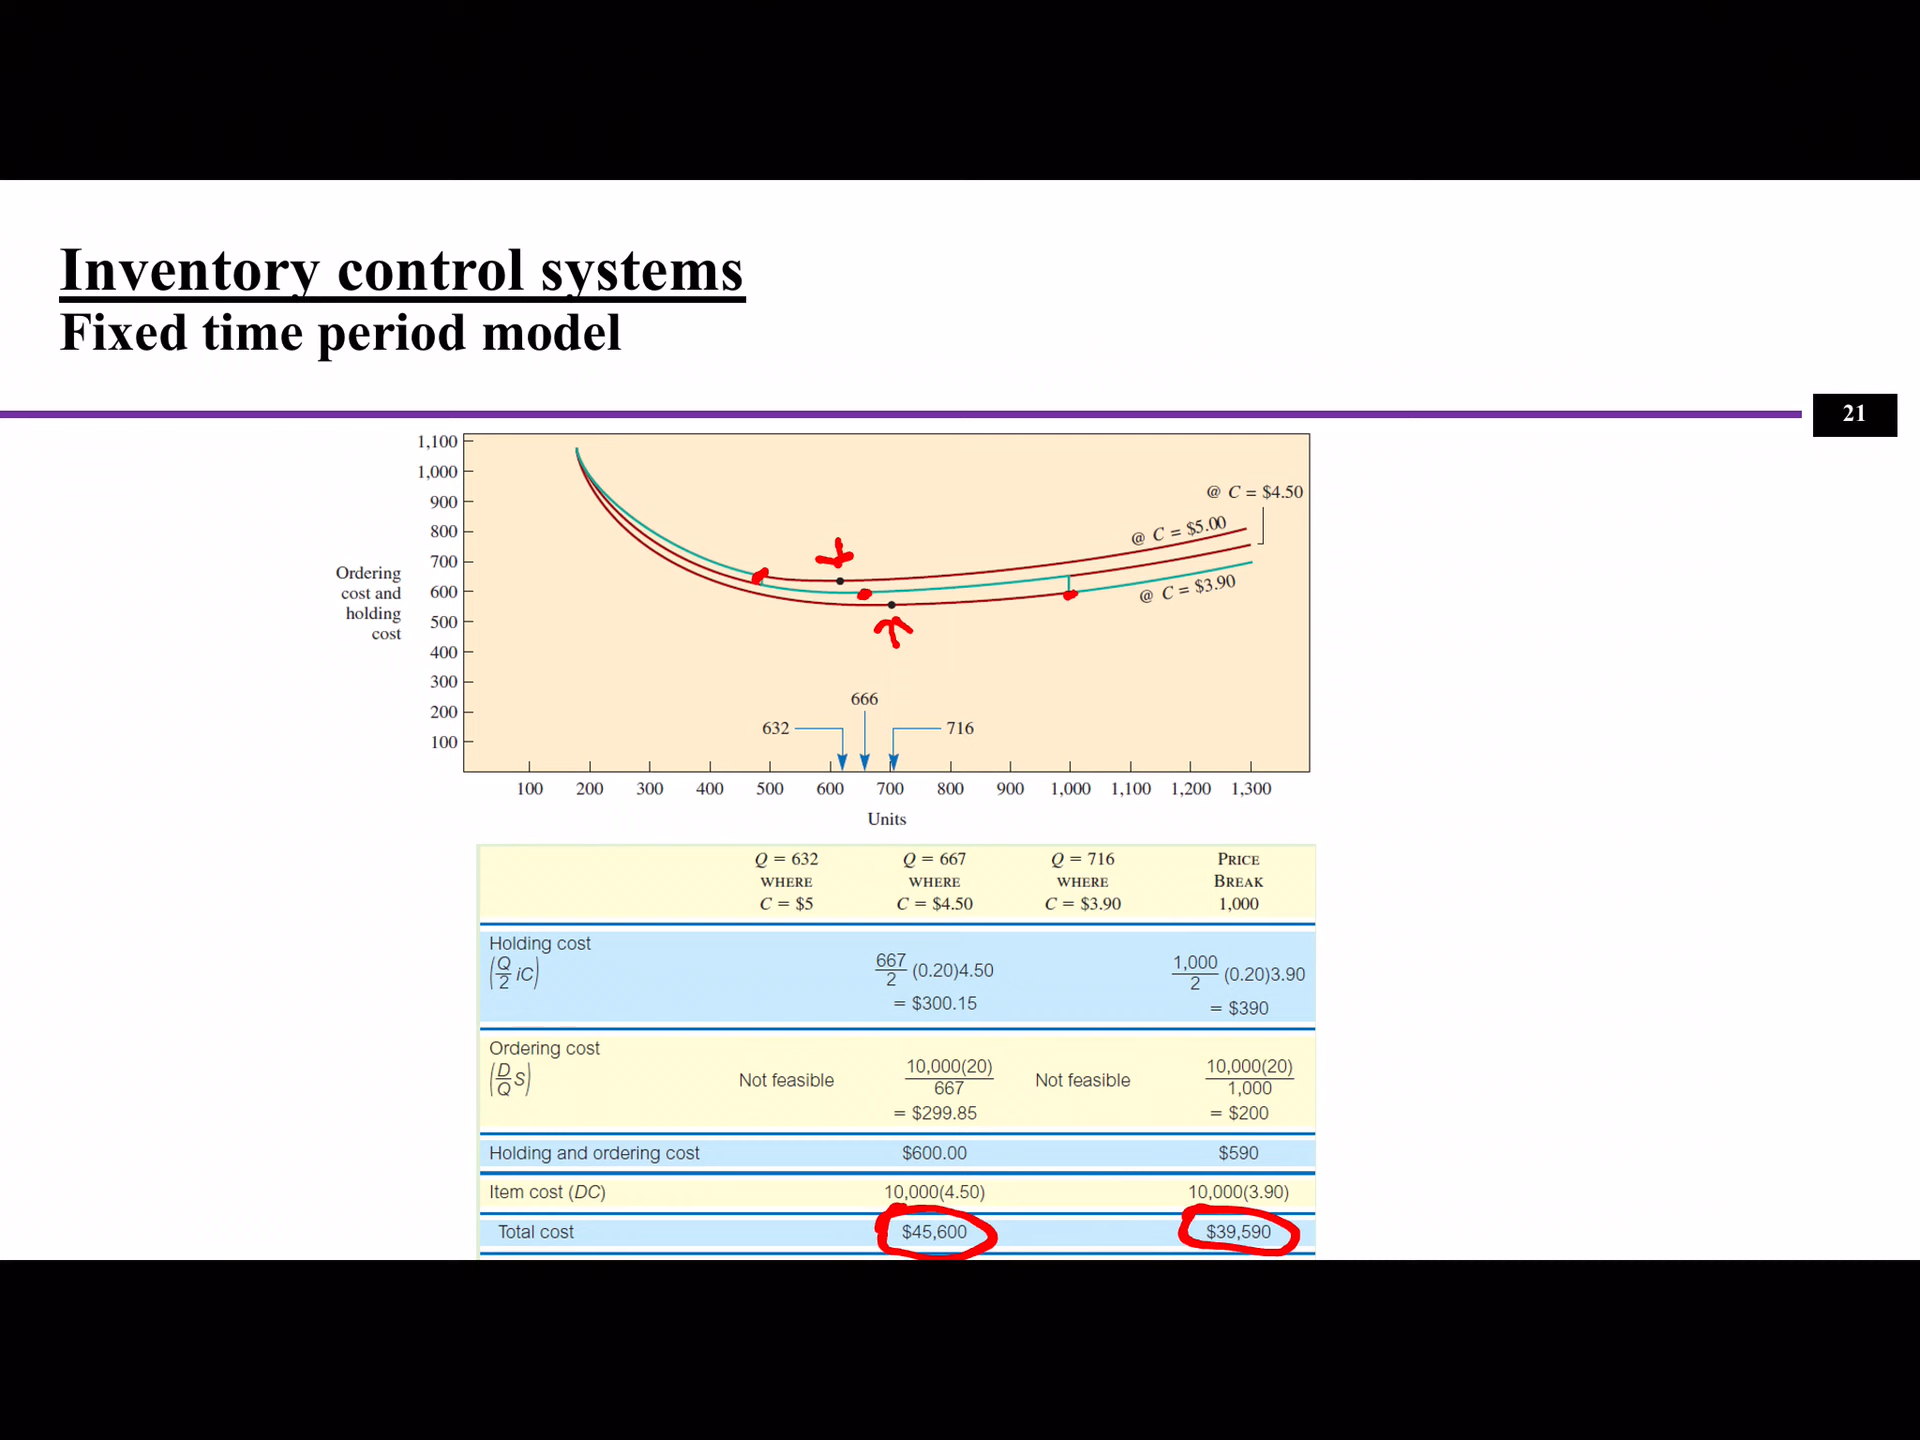 Inventory control systems
Fixed time period model
21
1,100
1,000
900
800
700
600
500
400
300
200
100
Ordering
cost and
holding
cost
@ C = $4.50
@ C = $5.00
@ C = $3.90
666
632
716
100 200 300 400 500 600 700 800 900 1,000 1,100 1,200 1,300
Units
Q = 632 Q = 667 Q = 716 PRICE
WHERE WHERE WHERE BREAK
C = $5 C = $4.50 C = $3.90 1,000
Holding cost
(Q/2 iC) 667/2 (0.20)4.50 1,000/2 (0.20)3.90
= $300.15 = $390
Ordering cost
(D/Q S) Not feasible 10,000(20)/667 Not feasible 10,000(20)/1,000
= $299.85 = $200
Holding and ordering cost $600.00 $590
Item cost (DC) 10,000(4.50) 10,000(3.90)
Total cost $45,600 $39,590